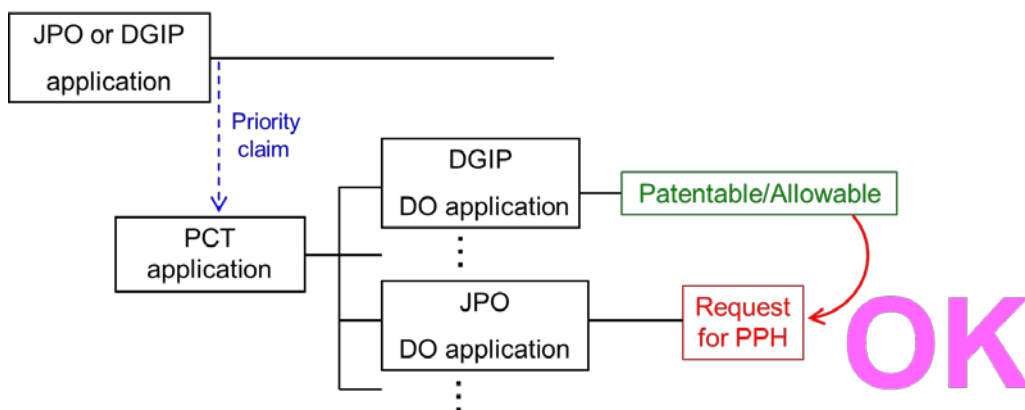 JPO or DGIP
application
Priority
claim
DGIP
DO application
Patentable/Allowable
PCT
application
JPO
DO application
Request
for PPH
OK